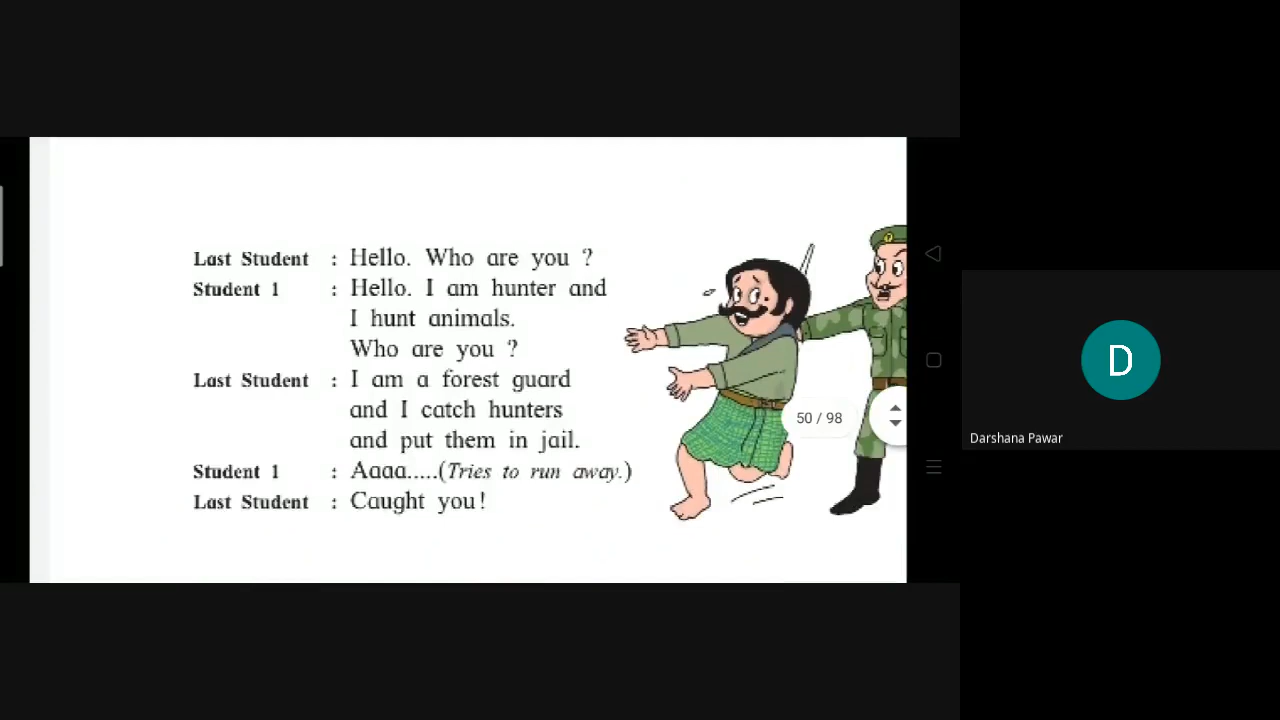 Last Student : Hello. Who are you ?
Student 1 : Hello. I am hunter and
I hunt animals.
Who are you ?
Last Student : I am a forest guard
and I catch hunters
and put them in jail.
Student 1 : Aaaa.....(Tries to run away.)
Last Student : Caught you!
50 / 98
D
Darshana Pawar